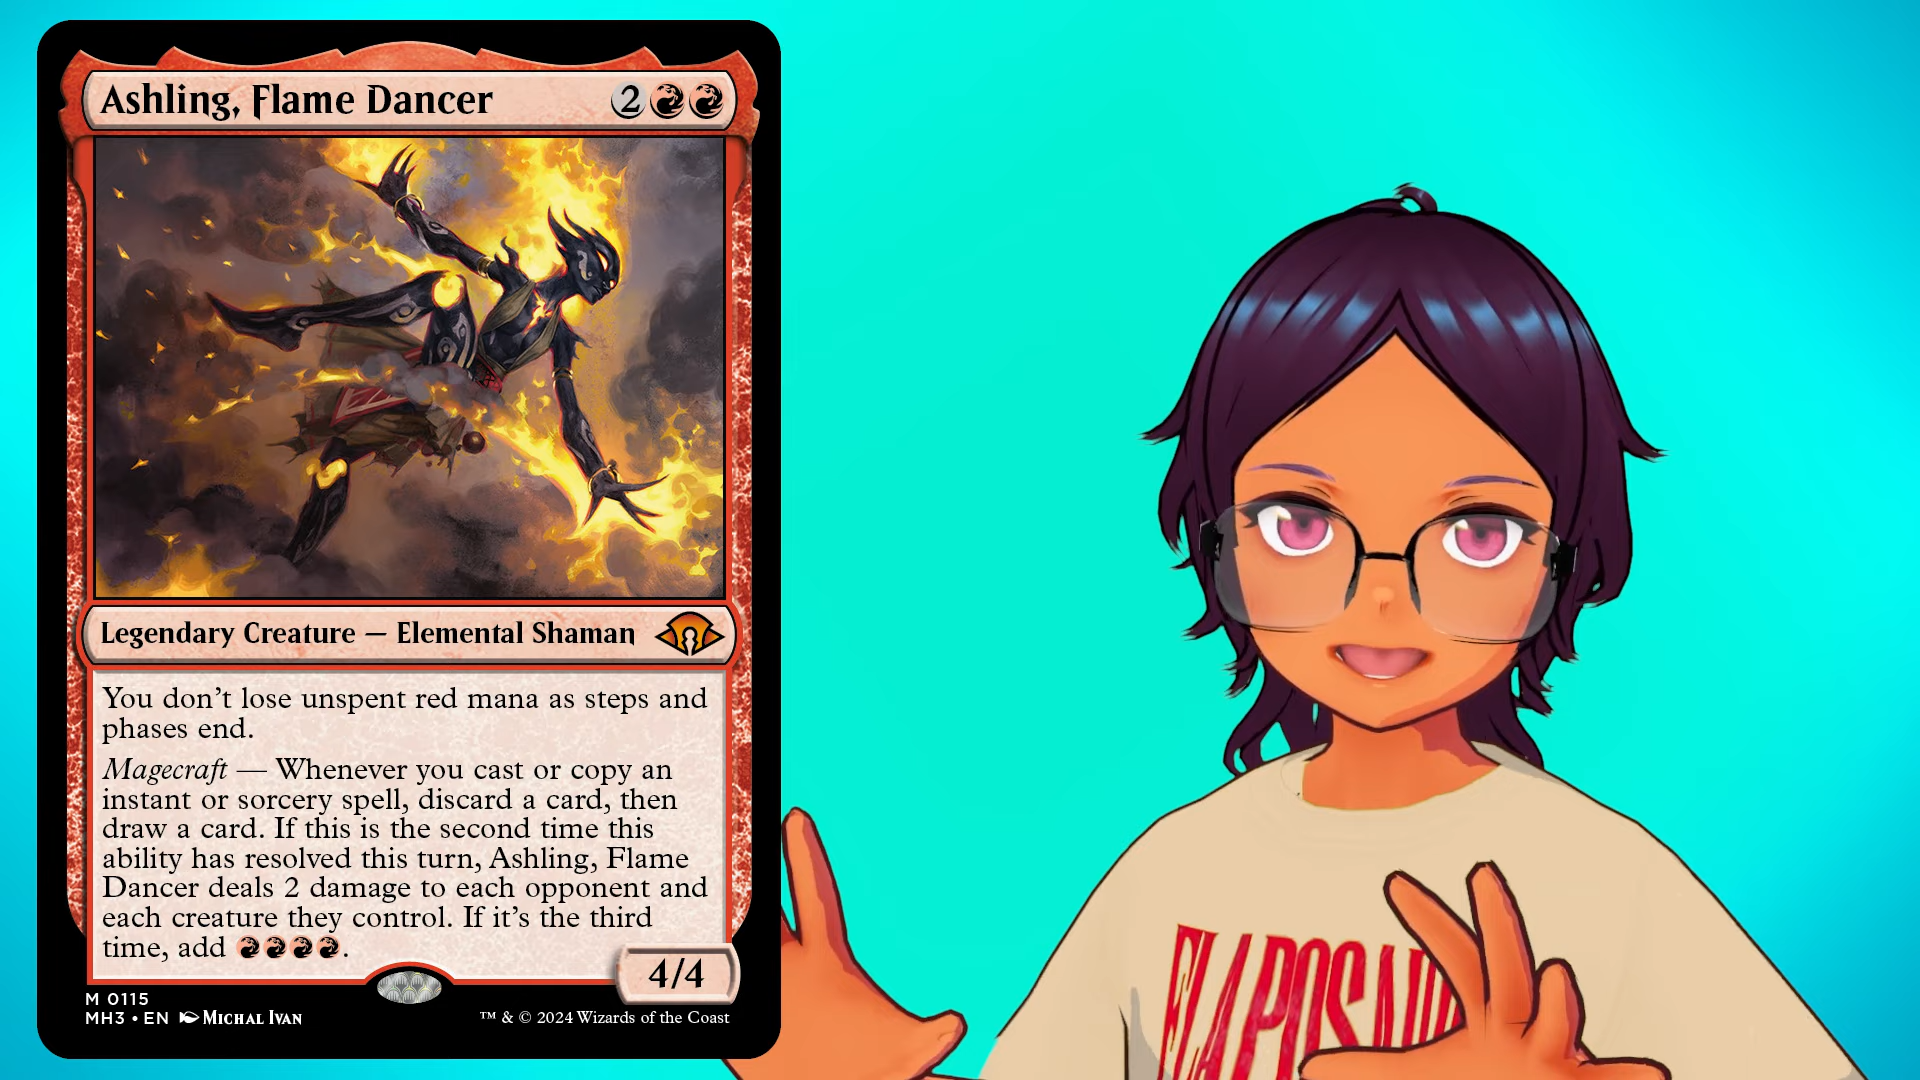 Ashling, Flame Dancer 2
Legendary Creature — Elemental Shaman
You don't lose unspent red mana as steps and
phases end.
Magecraft — Whenever you cast or copy an
instant or sorcery spell, discard a card, then
draw a card. If this is the second time this
ability has resolved this turn, Ashling, Flame
Dancer deals 2 damage to each opponent and
each creature they control. If it's the third
time, add .
4/4
M 0115
MH3 • EN MICHAL IVAN
™ & © 2024 Wizards of the Coast